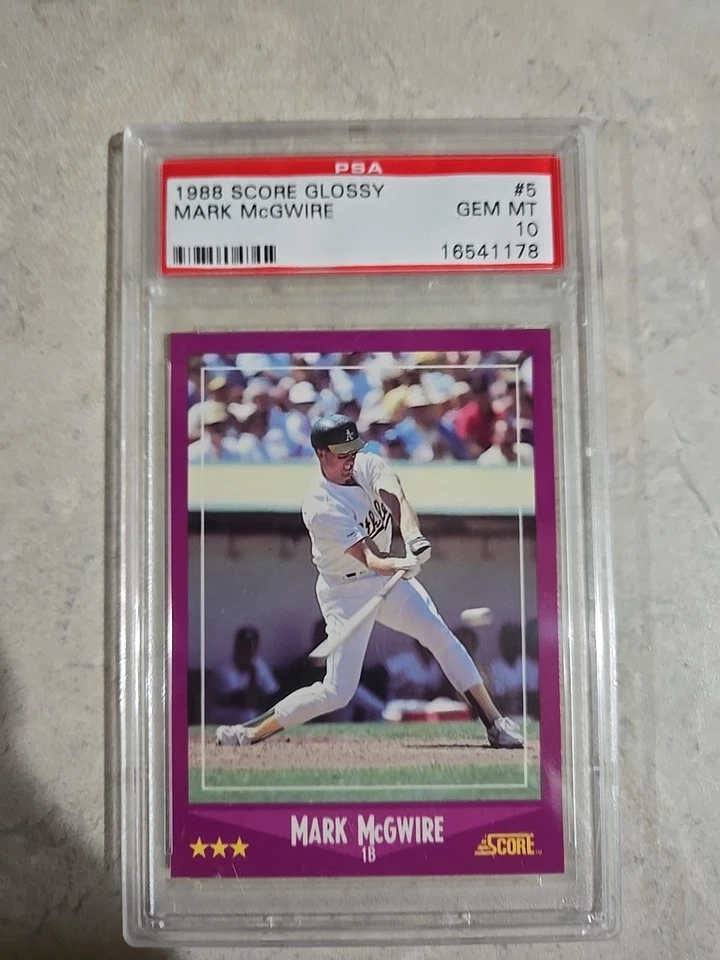 PSA
1988 SCORE GLOSSY #5
MARK McGWIRE GEM MT
10
16541178
A's
MARK McGWIRE
1B
SCORE